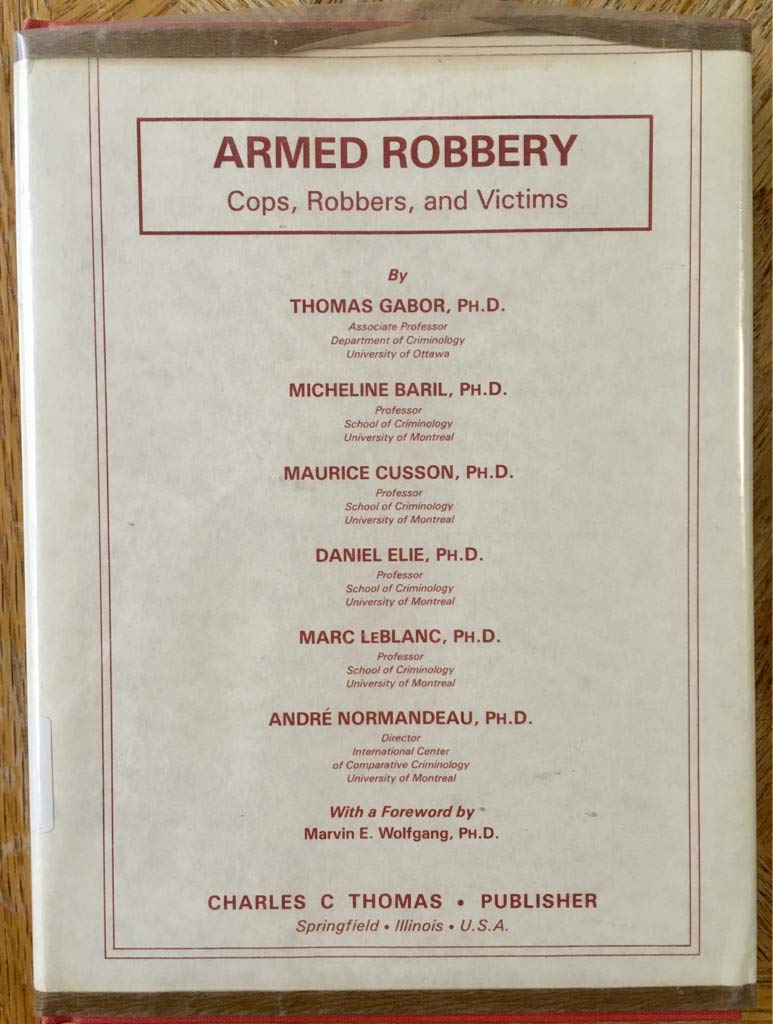 ARMED ROBBERY
Cops, Robbers, and Victims
By
THOMAS GABOR, PH.D.
Associate Professor
Department of Criminology
University of Ottawa
MICHELINE BARIL, PH.D.
Professor
School of Criminology
University of Montreal
MAURICE CUSSON, PH.D.
Professor
School of Criminology
University of Montreal
DANIEL ELIE, PH.D.
Professor
School of Criminology
University of Montreal
MARC LEBLANC, PH.D.
Professor
School of Criminology
University of Montreal
ANDRÉ NORMANDEAU, PH.D.
Director
International Center
of Comparative Criminology
University of Montreal
With a Foreword by
Marvin E. Wolfgang, PH.D.
CHARLES C THOMAS • PUBLISHER
Springfield • Illinois • U.S.A.